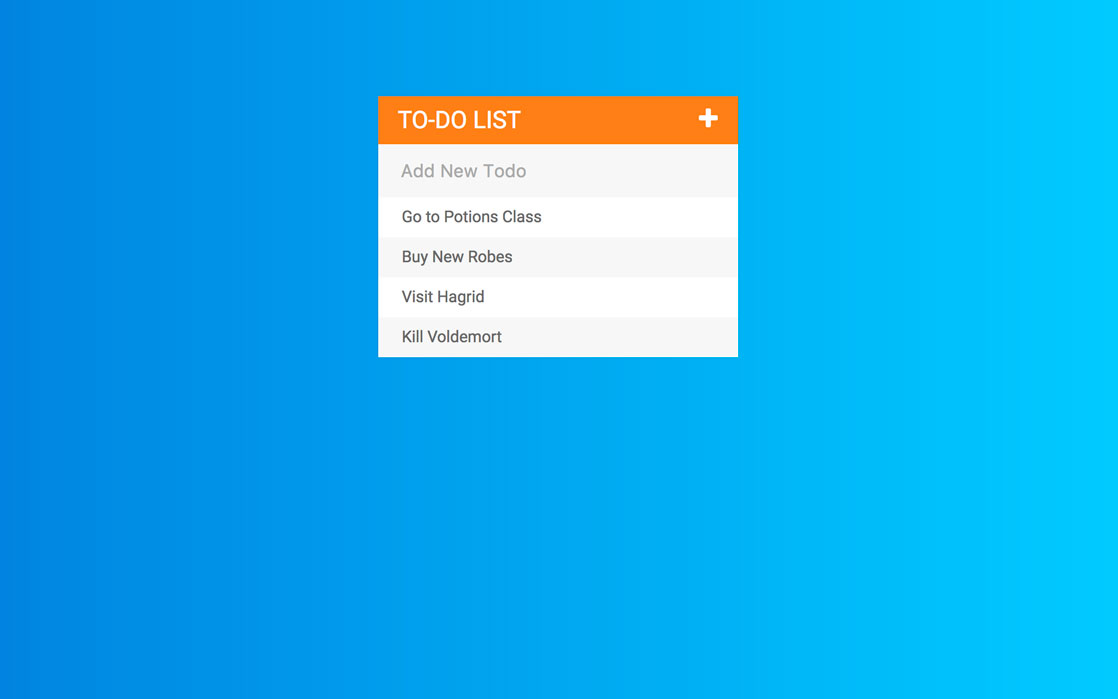 TO-DO LIST
Add New Todo
Go to Potions Class
Buy New Robes
Visit Hagrid
Kill Voldemort